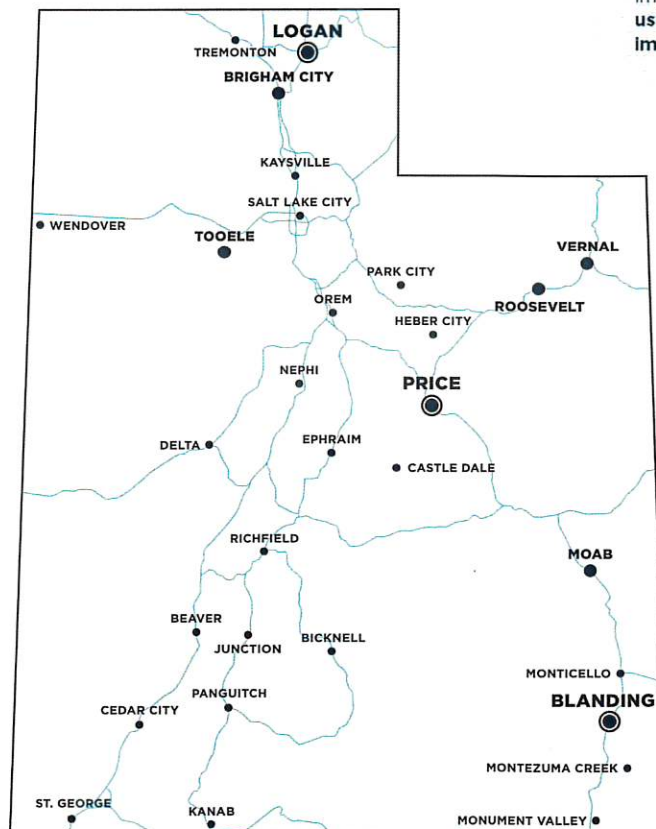 us
im
LOGAN
TREMONTON
BRIGHAM CITY
KAYSVILLE
SALT LAKE CITY
WENDOVER
TOOELE
VERNAL
PARK CITY
ROOSEVELT
OREM
HEBER CITY
NEPHI
PRICE
DELTA
EPHRAIM
CASTLE DALE
RICHFIELD
MOAB
BEAVER
JUNCTION
BICKNELL
MONTICELLO
PANGUITCH
BLANDING
CEDAR CITY
MONTEZUMA CREEK
ST. GEORGE
KANAB
MONUMENT VALLEY